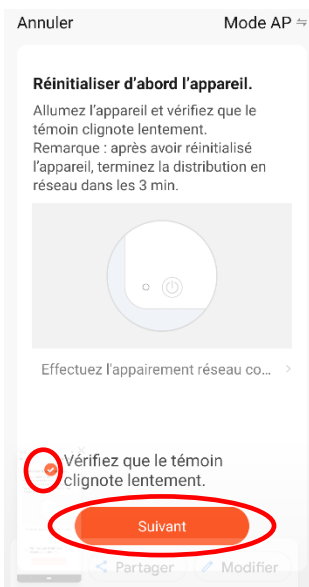 Annuler
Mode AP
Réinitialiser d'abord l'appareil.
Allumez l'appareil et vérifiez que le
témoin clignote lentement.
Remarque : après avoir réinitialisé
l'appareil, terminez la distribution en
réseau dans les 3 min.
Effectuez l'appairement réseau co...
Vérifiez que le témoin
clignote lentement.
Suivant
Partager
Modifier